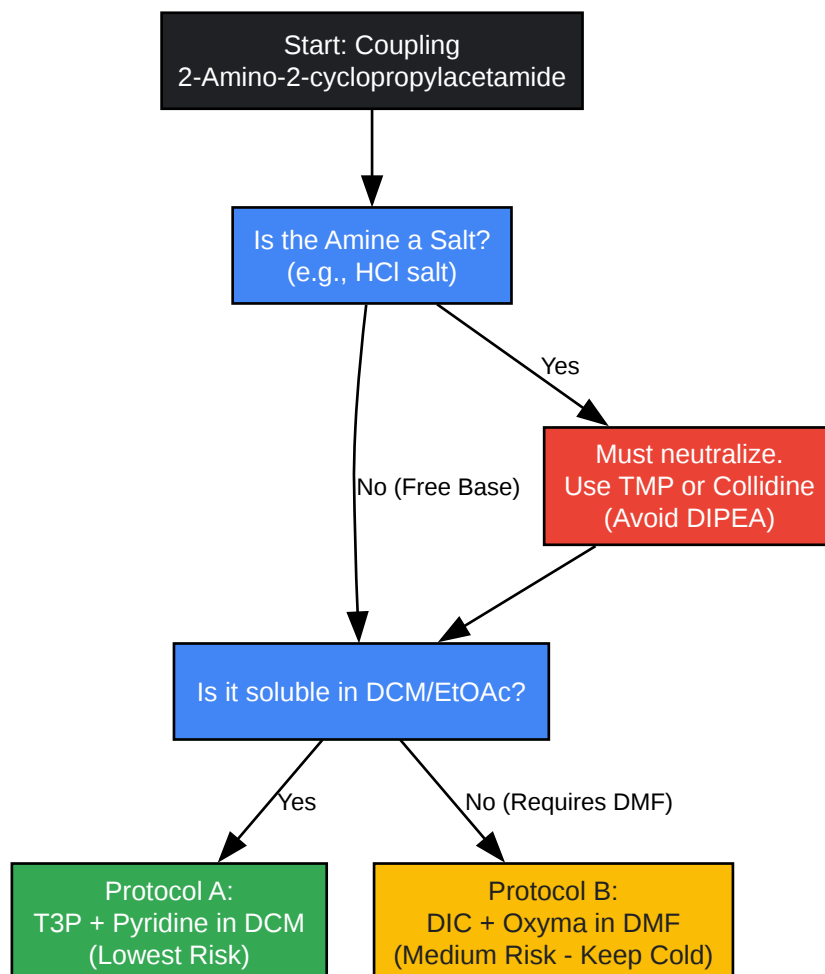 Start: Coupling
2-Amino-2-cyclopropylacetamide
Is the Amine a Salt?
(e.g., HCl salt)
Yes
No (Free Base)
Must neutralize.
Use TMP or Collidine
(Avoid DIPEA)
Is it soluble in DCM/EtOAc?
Yes
No (Requires DMF)
Protocol A:
T3P + Pyridine in DCM
(Lowest Risk)
Protocol B:
DIC + Oxyma in DMF
(Medium Risk - Keep Cold)